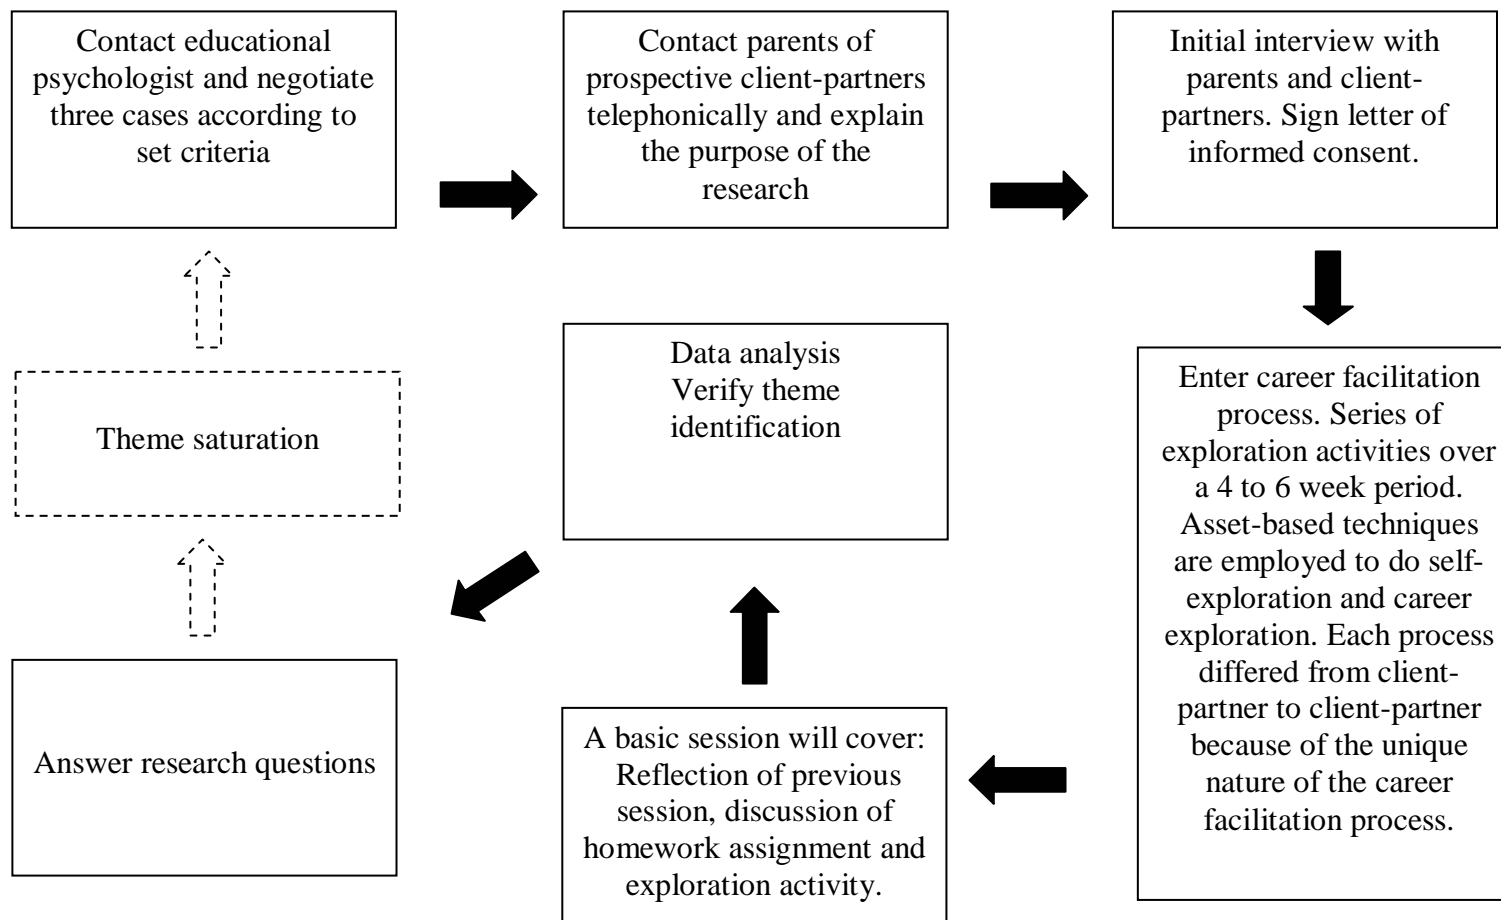 Contact educational
psychologist and negotiate
three cases according to
set criteria
Contact parents of
prospective client-partners
telephonically and explain
the purpose of the
research
Initial interview with
parents and client-
partners. Sign letter of
informed consent.
Enter career facilitation
process. Series of
exploration activities over
a 4 to 6 week period.
Asset-based techniques
are employed to do self-
exploration and career
exploration. Each process
differed from client-
partner to client-partner
because of the unique
nature of the career
facilitation process.
A basic session will cover:
Reflection of previous
session, discussion of
homework assignment and
exploration activity.
Data analysis
Verify theme
identification
Answer research questions
Theme saturation